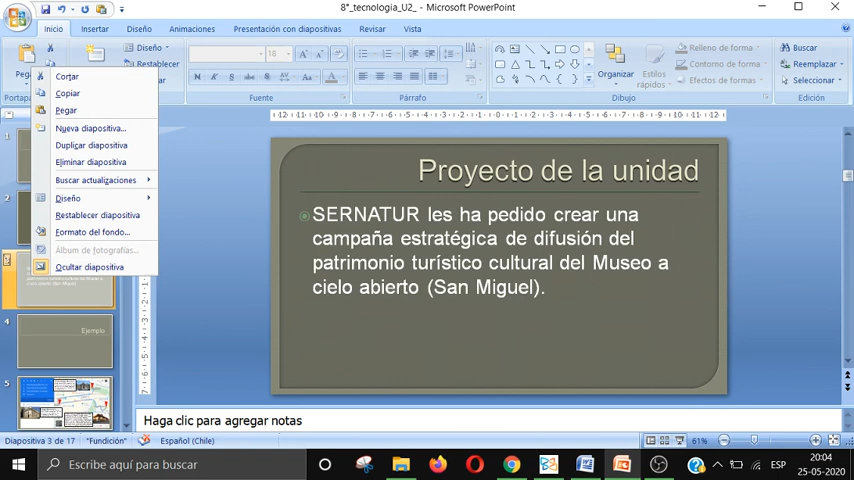 8°_tecnologia_U2_ - Microsoft PowerPoint
Inicio
Insertar
Diseño
Animaciones
Presentación con diapositivas
Revisar
Vista
Diseño
Restablecer
18
Organizar
Estilos
rápidos
Relleno de forma
Contorno de forma
Efectos de formas
Buscar
Reemplazar
Seleccionar
Fuente
Párrafo
Dibujo
Edición
Cortar
Copiar
Pegar
Nueva diapositiva...
Duplicar diapositiva
Eliminar diapositiva
Buscar actualizaciones
Diseño
Restablecer diapositiva
Formato del fondo...
Álbum de fotografías...
Ocultar diapositiva
1
2
4
Ejemplo
5
Proyecto de la unidad
SERNATUR les ha pedido crear una
campaña estratégica de difusión del
patrimonio turístico cultural del Museo a
cielo abierto (San Miguel).
Haga clic para agregar notas
Diapositiva 3 de 17
"Fundición"
Español (Chile)
61%
Escribe aquí para buscar
ESP
20:04
25-05-2020